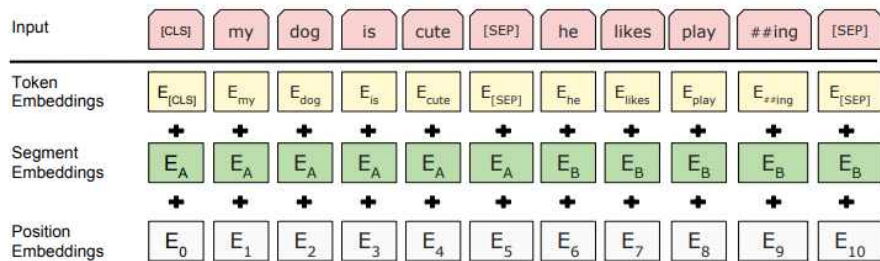 Input [CLS] my dog is cute [SEP] he likes play ##ing [SEP]
Token
Embeddings E[CLS] Emy Edog Eis Ecute E[SEP] Ehe Elikes Eplay E##ing E[SEP]
+ + + + + + + + + + +
Segment
Embeddings EA EA EA EA EA EA EB EB EB EB EB
+ + + + + + + + + + +
Position
Embeddings E0 E1 E2 E3 E4 E5 E6 E7 E8 E9 E10